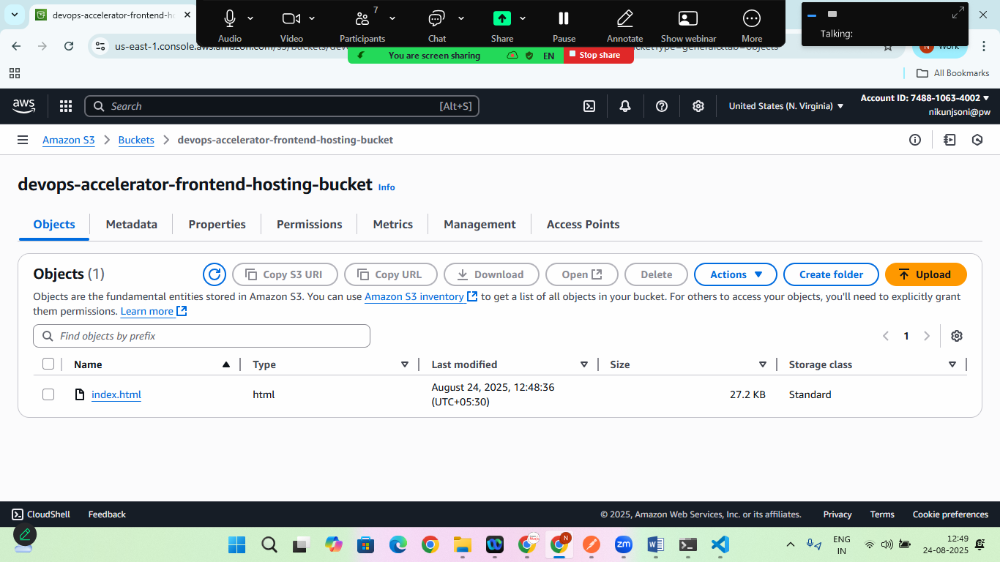 devops-accelerator-frontend-ho
7
Audio
Video
Participants
Chat
Share
Pause
Annotate
Show webinar
More
Talking:
us-east-1.console.aws.amazon.com/s3/buckets/dev
cketType=general&tab=objects
N
Work
You are screen sharing
EN
Stop share
All Bookmarks
aws
Search
[Alt+S]
United States (N. Virginia)
Account ID: 7488-1063-4002
nikunjsoni@pw
Amazon S3
Buckets
devops-accelerator-frontend-hosting-bucket
devops-accelerator-frontend-hosting-bucket Info
Objects
Metadata
Properties
Permissions
Metrics
Management
Access Points
Objects (1)
Copy S3 URI
Copy URL
Download
Open
Delete
Actions
Create folder
Upload
Objects are the fundamental entities stored in Amazon S3. You can use Amazon S3 inventory to get a list of all objects in your bucket. For others to access your objects, you'll need to explicitly grant
them permissions. Learn more
Find objects by prefix
1
Name
Type
Last modified
Size
Storage class
index.html
html
August 24, 2025, 12:48:36
(UTC+05:30)
27.2 KB
Standard
CloudShell
Feedback
© 2025, Amazon Web Services, Inc. or its affiliates.
Privacy
Terms
Cookie preferences
N
zm
ENG
IN
12:49
24-08-2025